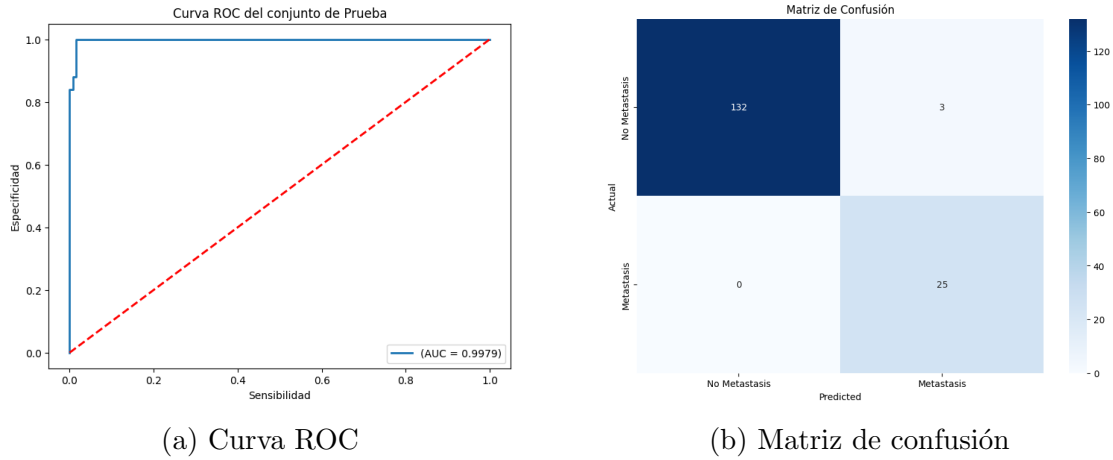 Curva ROC del conjunto de Prueba
1.0
0.8
0.6
0.4
0.2
0.0
Especificidad
(AUC = 0.9979)
0.0 0.2 0.4 0.6 0.8 1.0
Sensibilidad
(a) Curva ROC
Matriz de Confusión
No Metastasis
Metastasis
Actual
132 3
0 25
No Metastasis Metastasis
Predicted
120
100
80
60
40
20
0
(b) Matriz de confusión